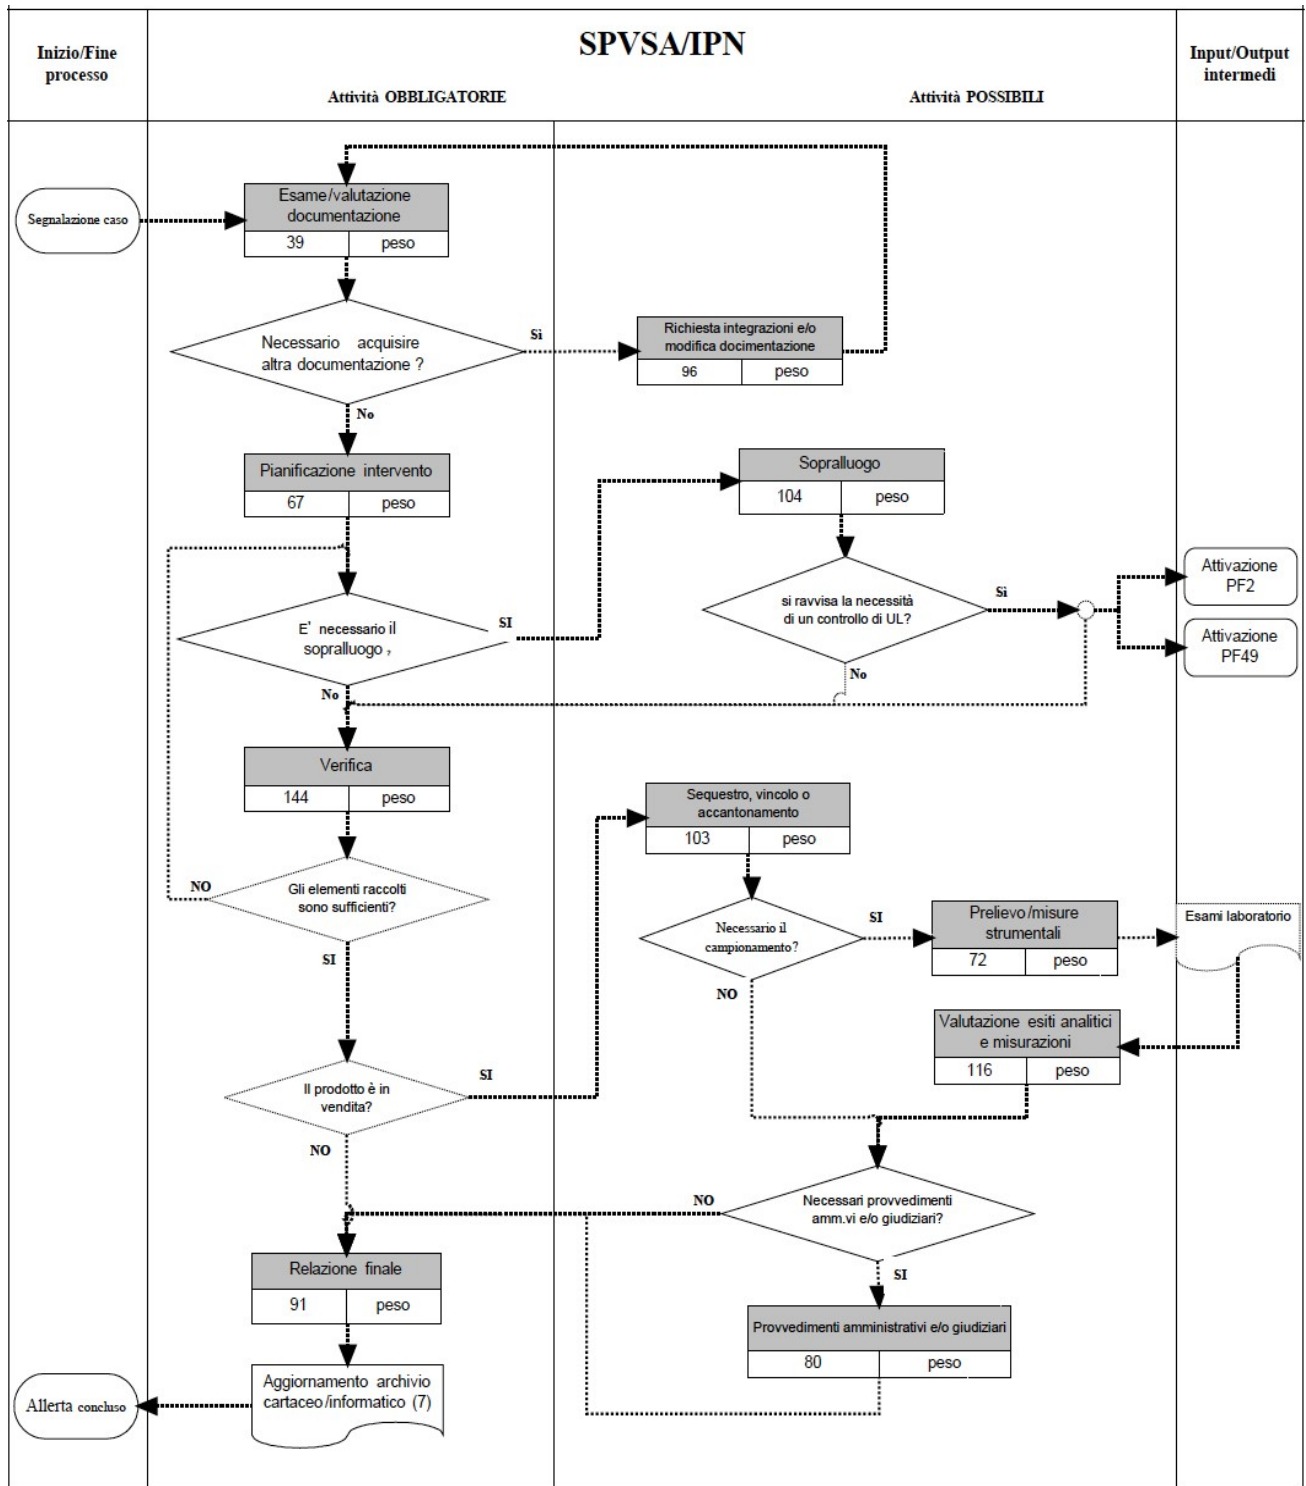 Inizio/Fine
processo
SPVSA/IPN
Attività OBBLIGATORIE
Attività POSSIBILI
Input/Output
intermedi
Segnalazione caso
Esame/valutazione
documentazione
39 peso
Necessario acquisire
altra documentazione ?
Sì
Richiesta integrazioni e/o
modifica docimentazione
96 peso
No
Pianificazione intervento
67 peso
Sopralluogo
104 peso
E' necessario il
sopralluogo ?
SI
si ravvisa la necessità
di un controllo di UL?
Sì
Attivazione
PF2
Attivazione
PF49
No
No
Verifica
144 peso
Sequestro, vincolo o
accantonamento
103 peso
Gli elementi raccolti
sono sufficienti?
NO
SI
Necessario il
campionamento?
SI
Prelievo/misure
strumentali
72 peso
Esami laboratorio
NO
Valutazione esiti analitici
e misurazioni
116 peso
Il prodotto è in
vendita?
SI
NO
Necessari provvedimenti
amm.vi e/o giudiziari?
NO
SI
Relazione finale
91 peso
Provvedimenti amministrativi e/o giudiziari
80 peso
Aggiornamento archivio
cartaceo/informatico (7)
Allerta concluso